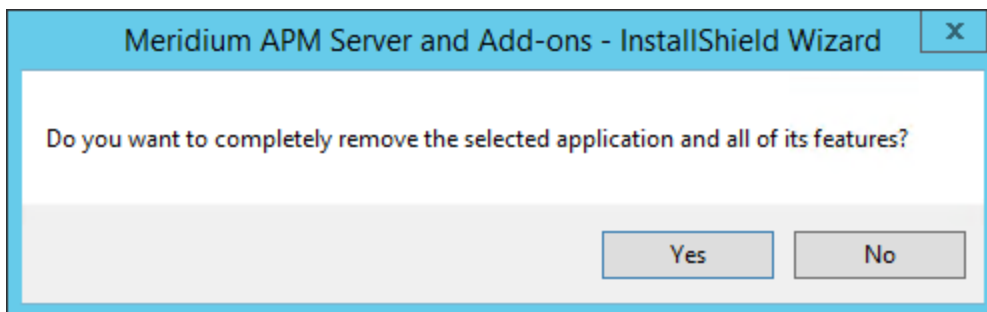 Meridium APM Server and Add-ons - InstallShield Wizard
x
Do you want to completely remove the selected application and all of its features?
Yes No